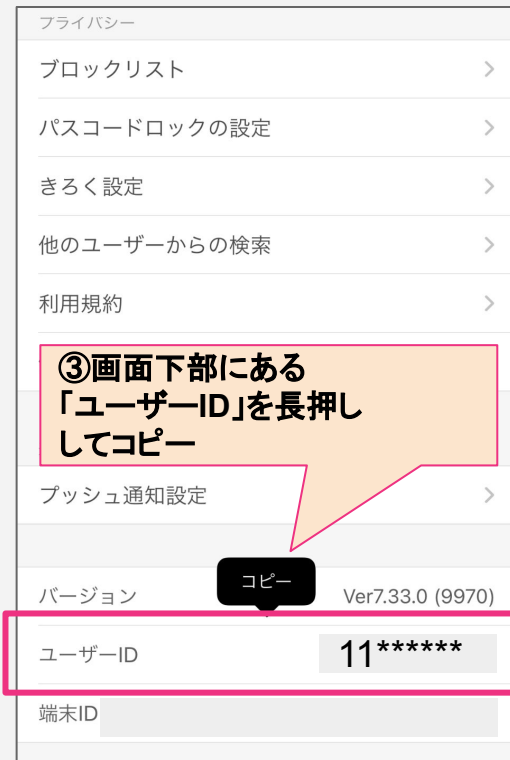 プライバシー
ブロックリスト
パスコードロックの設定
きろく設定
他のユーザーからの検索
利用規約
③画面下部にある
「ユーザーID」を長押し
してコピー
プッシュ通知設定
コピー
バージョン Ver7.33.0 (9970)
ユーザーID 11******
端末ID